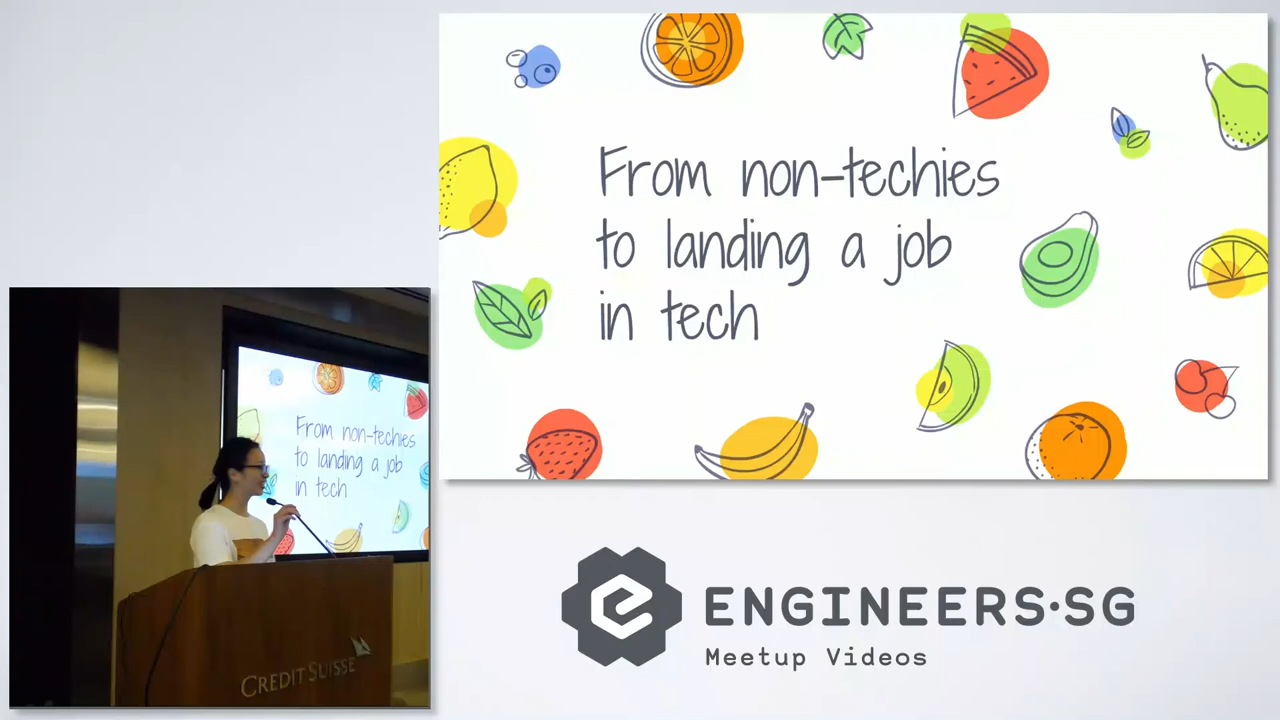 From non-techies
to landing a job
in tech
From non-techies
to landing a job
in tech
CREDIT SUISSE
ENGINEERS·SG
Meetup Videos